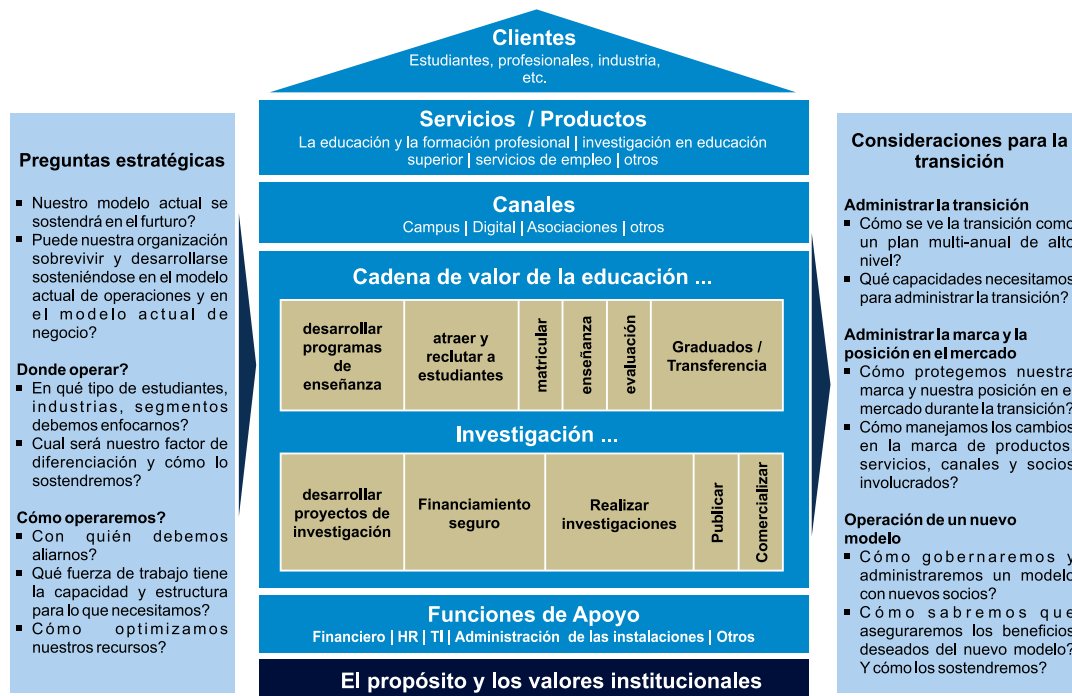 Preguntas estratégicas
▪ Nuestro modelo actual se
sostendrá en el furturo?
▪ Puede nuestra organización
sobrevivir y desarrollarse
sosteniéndose en el modelo
actual de operaciones y en
el modelo actual de
negocio?
Donde operar?
▪ En qué tipo de estudiantes,
industrias, segmentos
debemos enfocarnos?
▪ Cual será nuestro factor de
diferenciación y cómo lo
sostendremos?
Cómo operaremos?
▪ Con quién debemos
aliarnos?
▪ Qué fuerza de trabajo tiene
la capacidad y estructura
para lo que necesitamos?
▪ Cómo optimizamos
nuestros recursos?
Clientes
Estudiantes, profesionales, industria,
etc.
Servicios / Productos
La educación y la formación profesional | investigación en educación
superior | servicios de empleo | otros
Canales
Campus | Digital | Asociaciones | otros
Cadena de valor de la educación ...
desarrollar
programas
de
enseñanza
atraer y
reclutar a
estudiantes
matricular
enseñanza
evaluación
Graduados /
Transferencia
Investigación ...
desarrollar
proyectos de
investigación
Financiamiento
seguro
Realizar
investigaciones
Publicar
Comercializar
Funciones de Apoyo
Financiero | HR | TI | Administración de las instalaciones | Otros
El propósito y los valores institucionales
Consideraciones para la
transición
Administrar la transición
▪ Cómo se ve la transición como
un plan multi-anual de alto
nivel?
▪ Qué capacidades necesitamos
para administrar la transición?
Administrar la marca y la
posición en el mercado
▪ Cómo protegemos nuestra
marca y nuestra posición en el
mercado durante la transición?
▪ Cómo manejamos los cambios
en la marca de productos
servicios, canales y socios
involucrados?
Operación de un nuevo
modelo
▪ Cómo gobernaremos y
administraremos un modelo
con nuevos socios?
▪ Cómo sabremos que
aseguraremos los beneficios
deseados del nuevo modelo?
Y cómo los sostendremos?